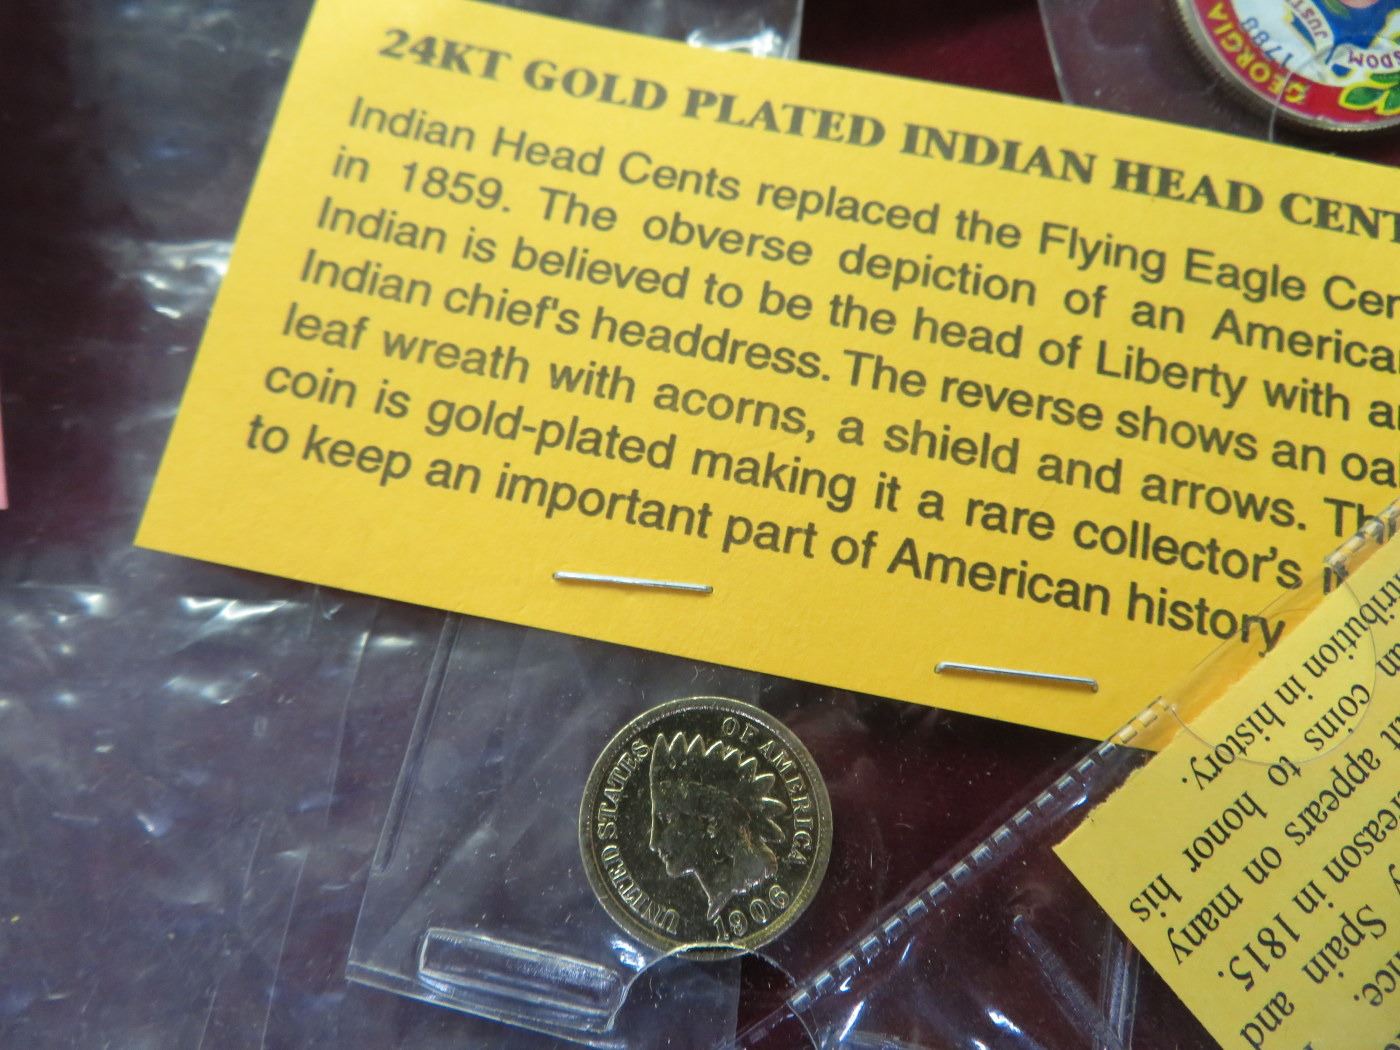 24KT GOLD PLATED INDIAN HEAD CENT
Indian Head Cents replaced the Flying Eagle Cen
in 1859. The obverse depiction of an America
Indian is believed to be the head of Liberty with a
Indian chief's headdress. The reverse shows an oa
leaf wreath with acorns, a shield and arrows. Th
coin is gold-plated making it a rare collector's i
to keep an important part of American history
UNITED STATES OF AMERICA
1906
GEORGIA
1788
tribution in history.
coins to honor his
appears on many
eason in 1815.
Spain and